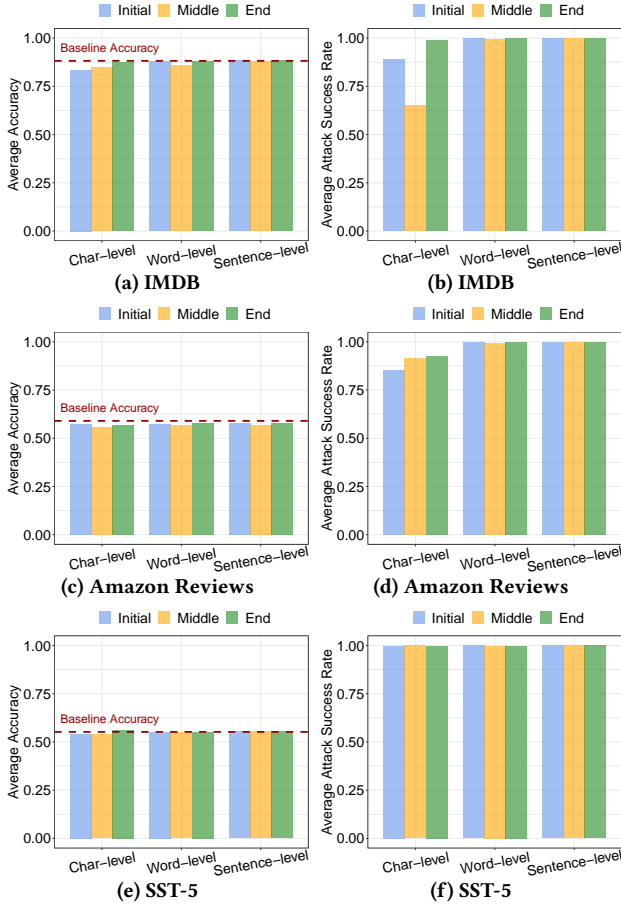 Initial Middle End
Average Accuracy
1.00
0.75
0.50
0.25
0.00
Baseline Accuracy
Char−level Word−level Sentence−level
(a) IMDB
Initial Middle End
Average Attack Success Rate
1.00
0.75
0.50
0.25
0.00
Char−level Word−level Sentence−level
(b) IMDB
Initial Middle End
Average Accuracy
1.00
0.75
0.50
0.25
0.00
Baseline Accuracy
Char−level Word−level Sentence−level
(c) Amazon Reviews
Initial Middle End
Average Attack Success Rate
1.00
0.75
0.50
0.25
0.00
Char−level Word−level Sentence−level
(d) Amazon Reviews
Initial Middle End
Average Accuracy
1.00
0.75
0.50
0.25
0.00
Baseline Accuracy
Char−level Word−level Sentence−level
(e) SST-5
Initial Middle End
Average Attack Success Rate
1.00
0.75
0.50
0.25
0.00
Char−level Word−level Sentence−level
(f) SST-5